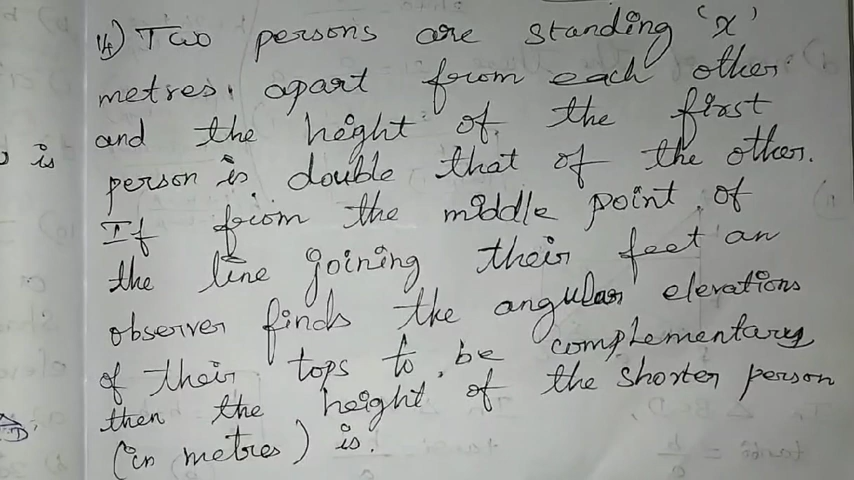 14) Two persons are standing 'x'
metres. apart from each other.
and the height of the first
is person is double that of the other.
If from the middle point of
the line joining their feet an
observer finds the angular elevations
of their tops to be complementary
then the height of the shorter person
(in metres) is.